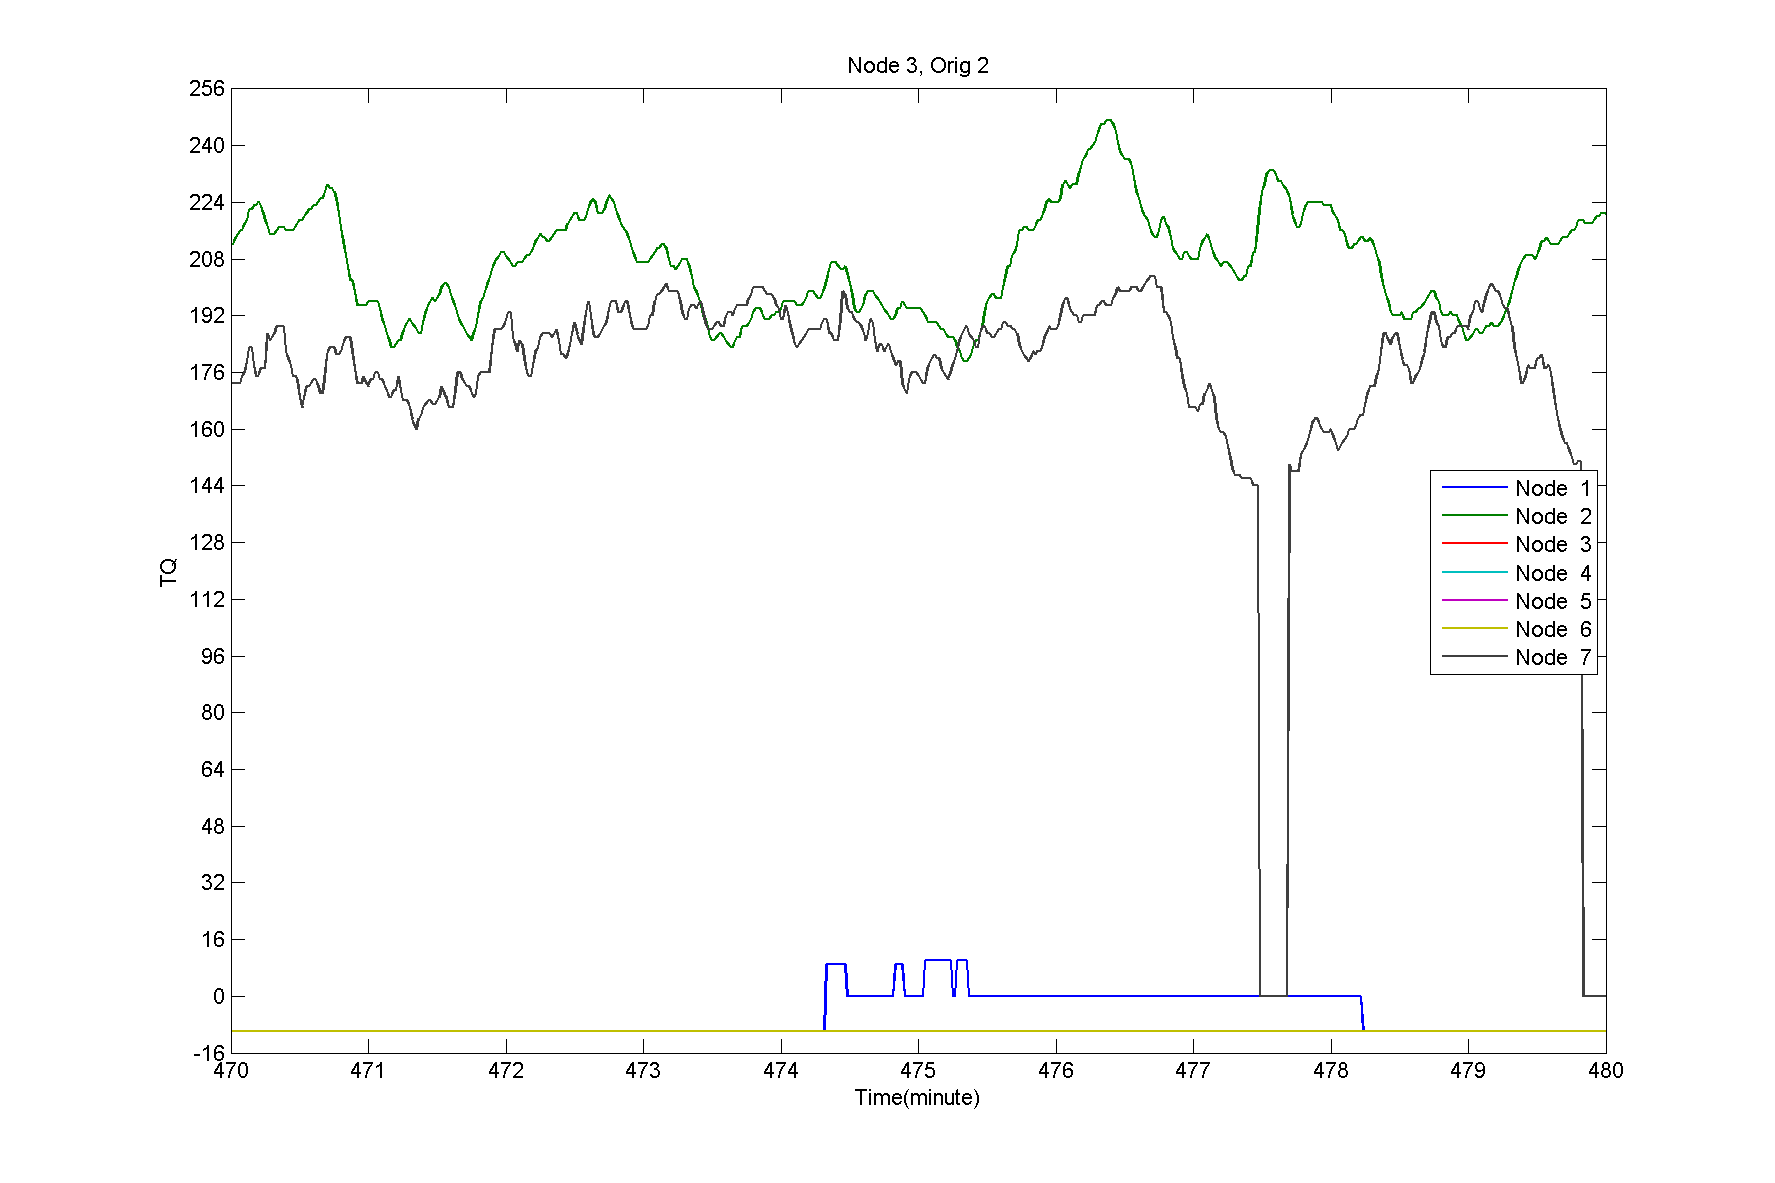 Node 3, Orig 2
256
240
224
208
192
176
160
144
128
112
96
80
64
48
32
16
0
-16
TQ
Node 1
Node 2
Node 3
Node 4
Node 5
Node 6
Node 7
470 471 472 473 474 475 476 477 478 479 480
Time(minute)